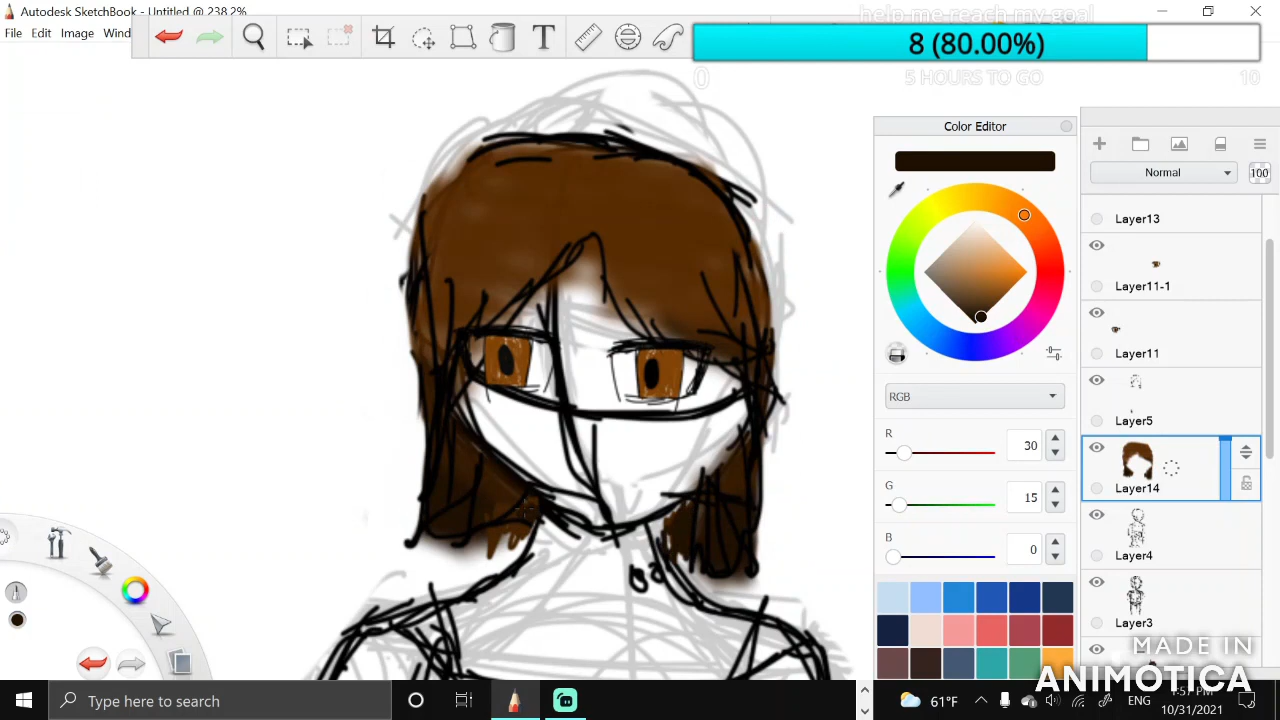 Autodesk SketchBook - Untitled @ 238.2%
help me reach my goal
File Edit Image Wind
T
8 (80.00%)
0 5 HOURS TO GO 10
Color Editor
Normal 100
Layer13
Layer11-1
Layer11
RGB
Layer5
R 30
Layer14
G 15
B 0
Layer4
Layer3
MADE IN
ANIMOTICA
Type here to search
61°F
ENG
10/31/2021